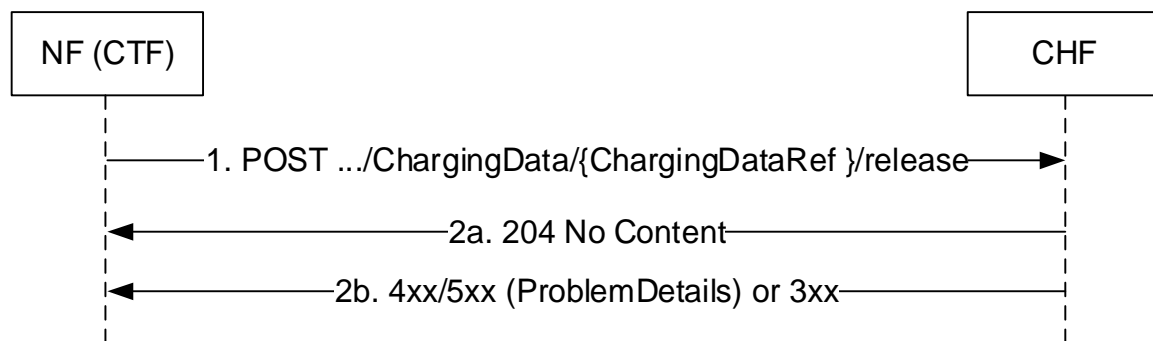 NF (CTF)
CHF
1. POST .../ChargingData/{ChargingDataRef }/release
2a. 204 No Content
2b. 4xx/5xx (ProblemDetails) or 3xx